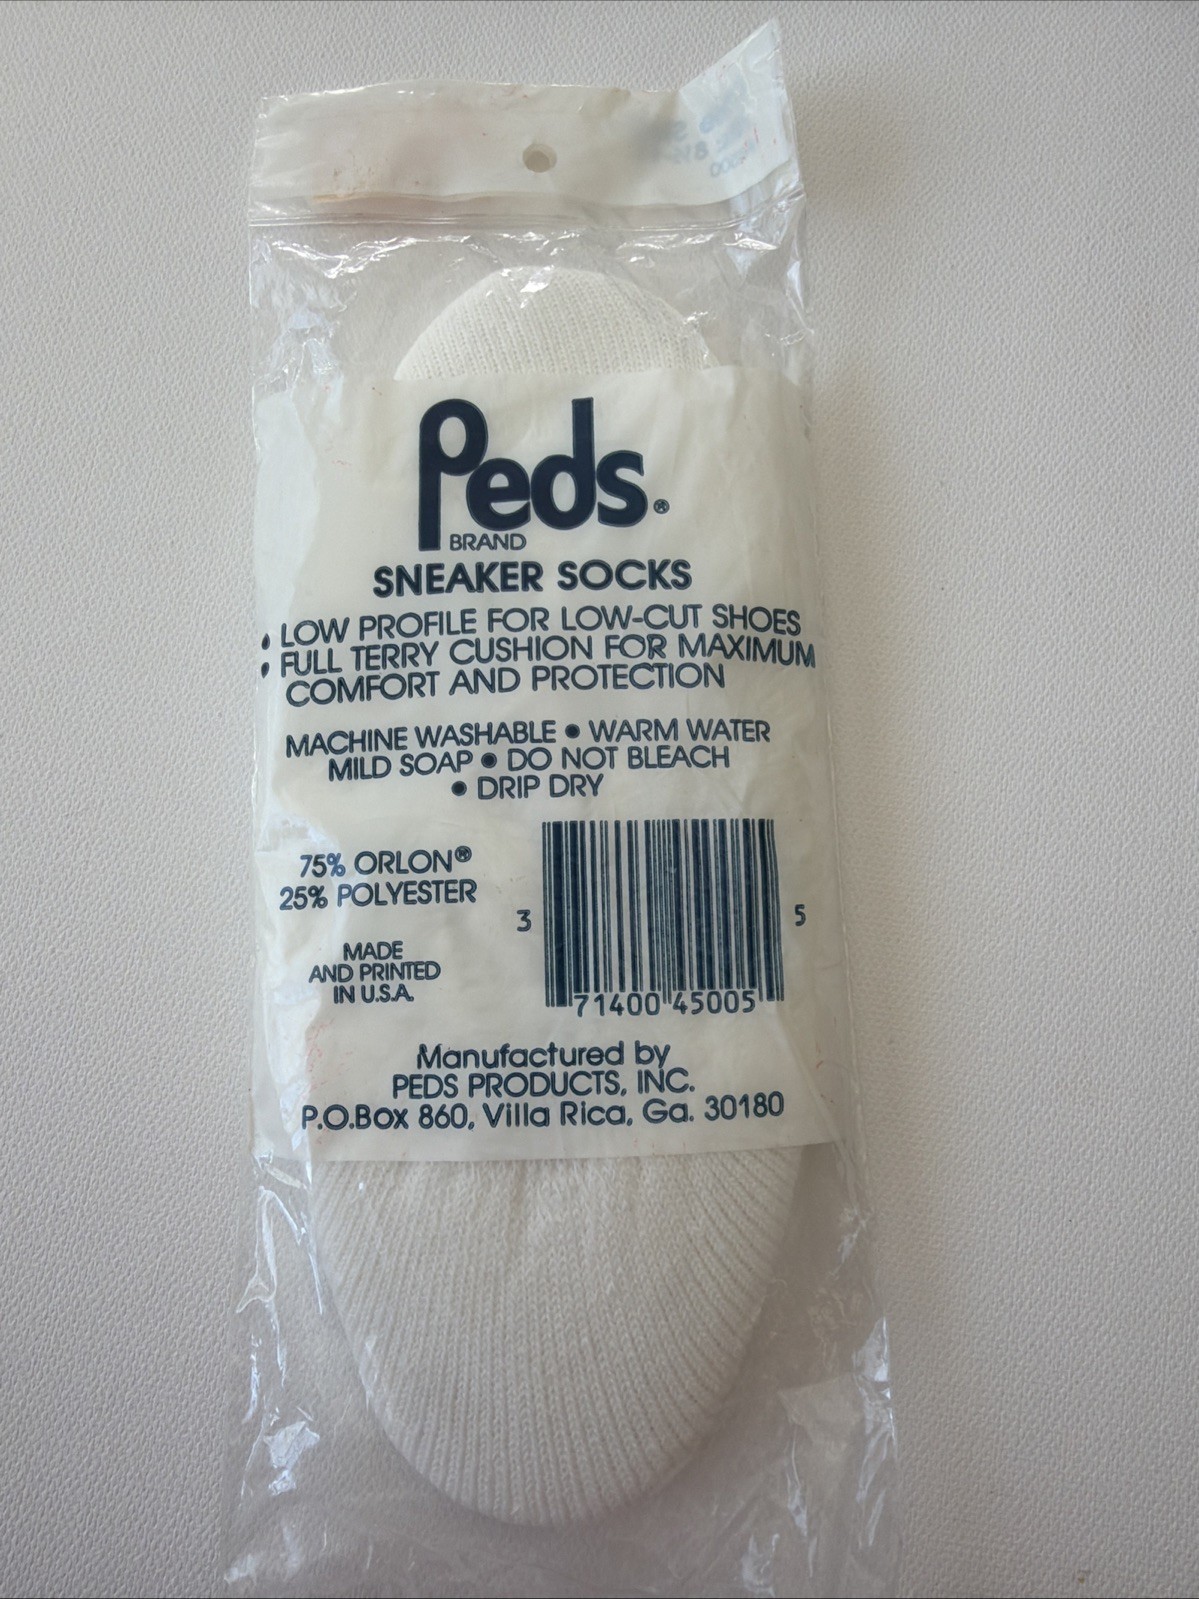 Peds®
BRAND
SNEAKER SOCKS
• LOW PROFILE FOR LOW-CUT SHOES
• FULL TERRY CUSHION FOR MAXIMUM
COMFORT AND PROTECTION
MACHINE WASHABLE • WARM WATER
MILD SOAP • DO NOT BLEACH
• DRIP DRY
75% ORLON®
25% POLYESTER
MADE
AND PRINTED
IN U.S.A.
3 71400 45005 5
Manufactured by
PEDS PRODUCTS, INC.
P.O.Box 860, Villa Rica, Ga. 30180